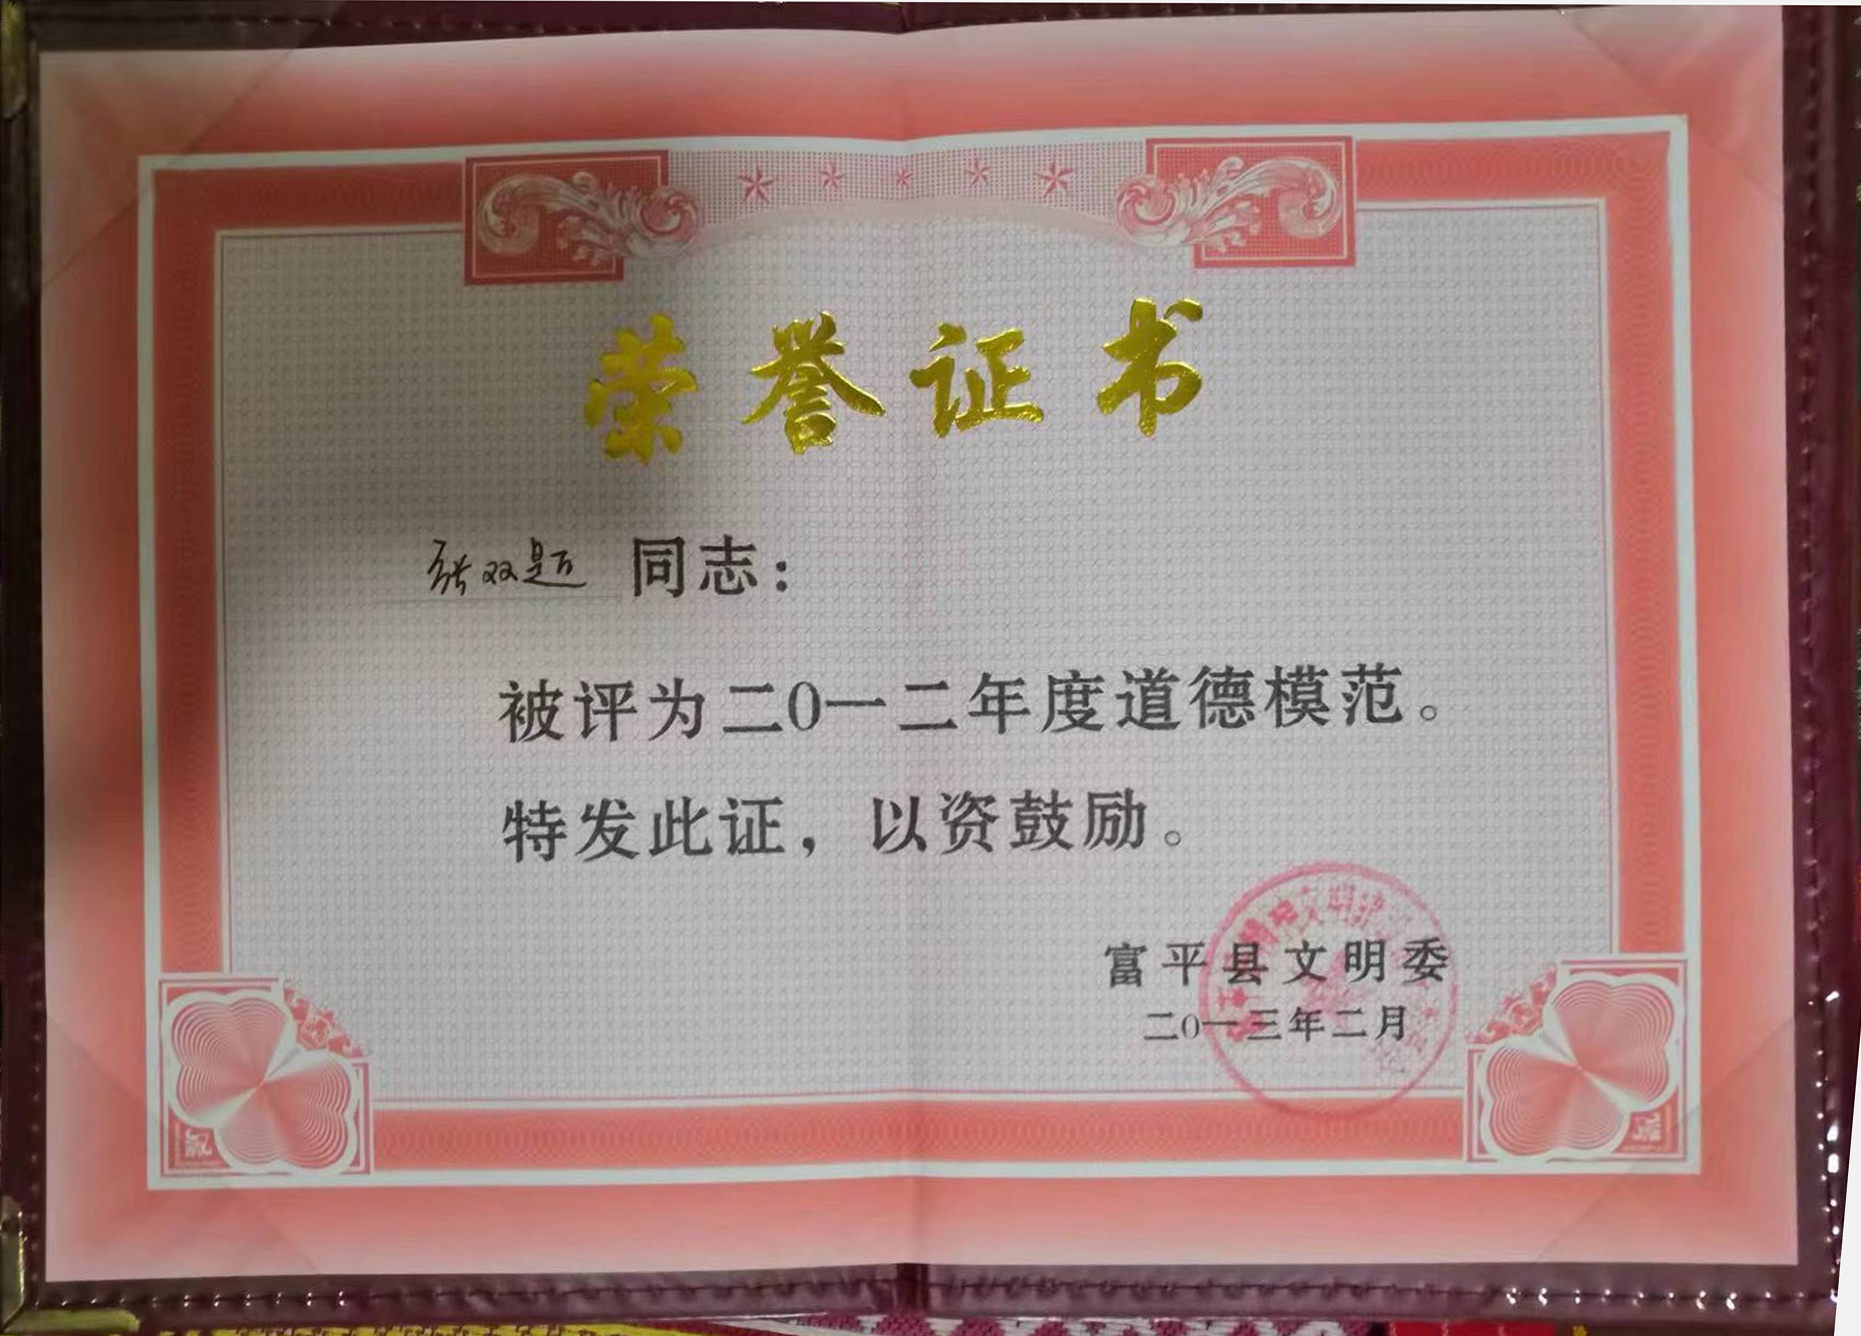 荣誉证书
张双题 同志：
被评为二〇一二年度道德模范。
特发此证，以资鼓励。
富平县文明委
二〇一三年二月